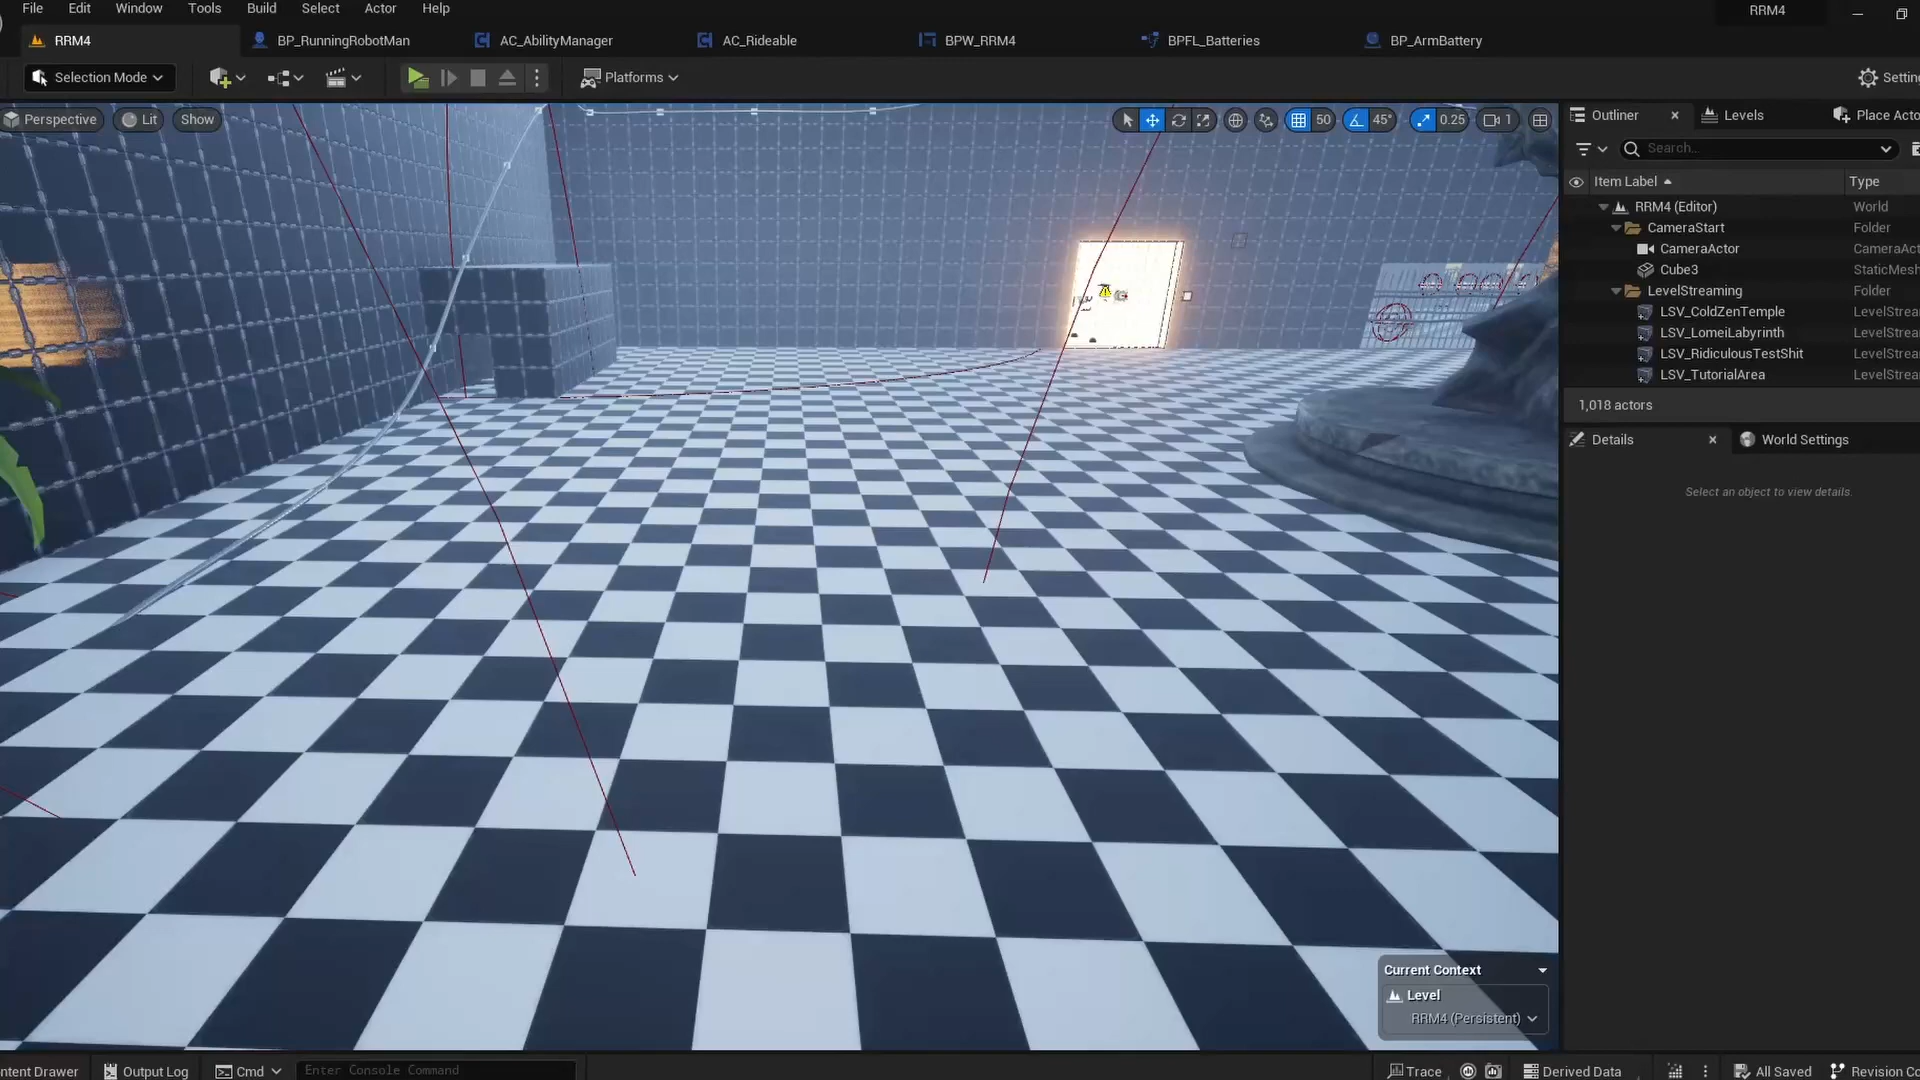 File Edit Window Tools Build Select Actor Help RRM4
RRM4 BP_RunningRobotMan AC_AbilityManager AC_Rideable BPW_RRM4 BPFL_Batteries BP_ArmBattery
Selection Mode Platforms Setting
Perspective Lit Show 50 45° 0.25 1
Outliner Levels Place Acto
Search...
Item Label Type
RRM4 (Editor) World
CameraStart Folder
CameraActor CameraAct
Cube3 StaticMesh
LevelStreaming Folder
LSV_ColdZenTemple LevelStrea
LSV_LomeiLabyrinth LevelStrea
LSV_RidiculousTestShit LevelStrea
LSV_TutorialArea LevelStrea
1,018 actors
Details World Settings
Select an object to view details.
Current Context
Level
RRM4 (Persistent)
ntent Drawer Output Log Cmd Enter Console Command Trace Derived Data All Saved Revision Co